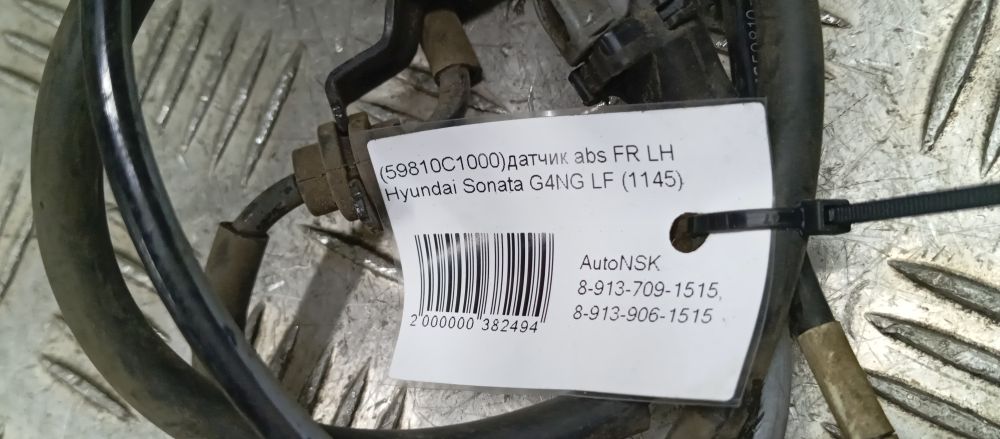 (59810C1000)датчик abs FR LH
Hyundai Sonata G4NG LF (1145)
AutoNSK
8-913-709-1515,
8-913-906-1515
2 000000 382494